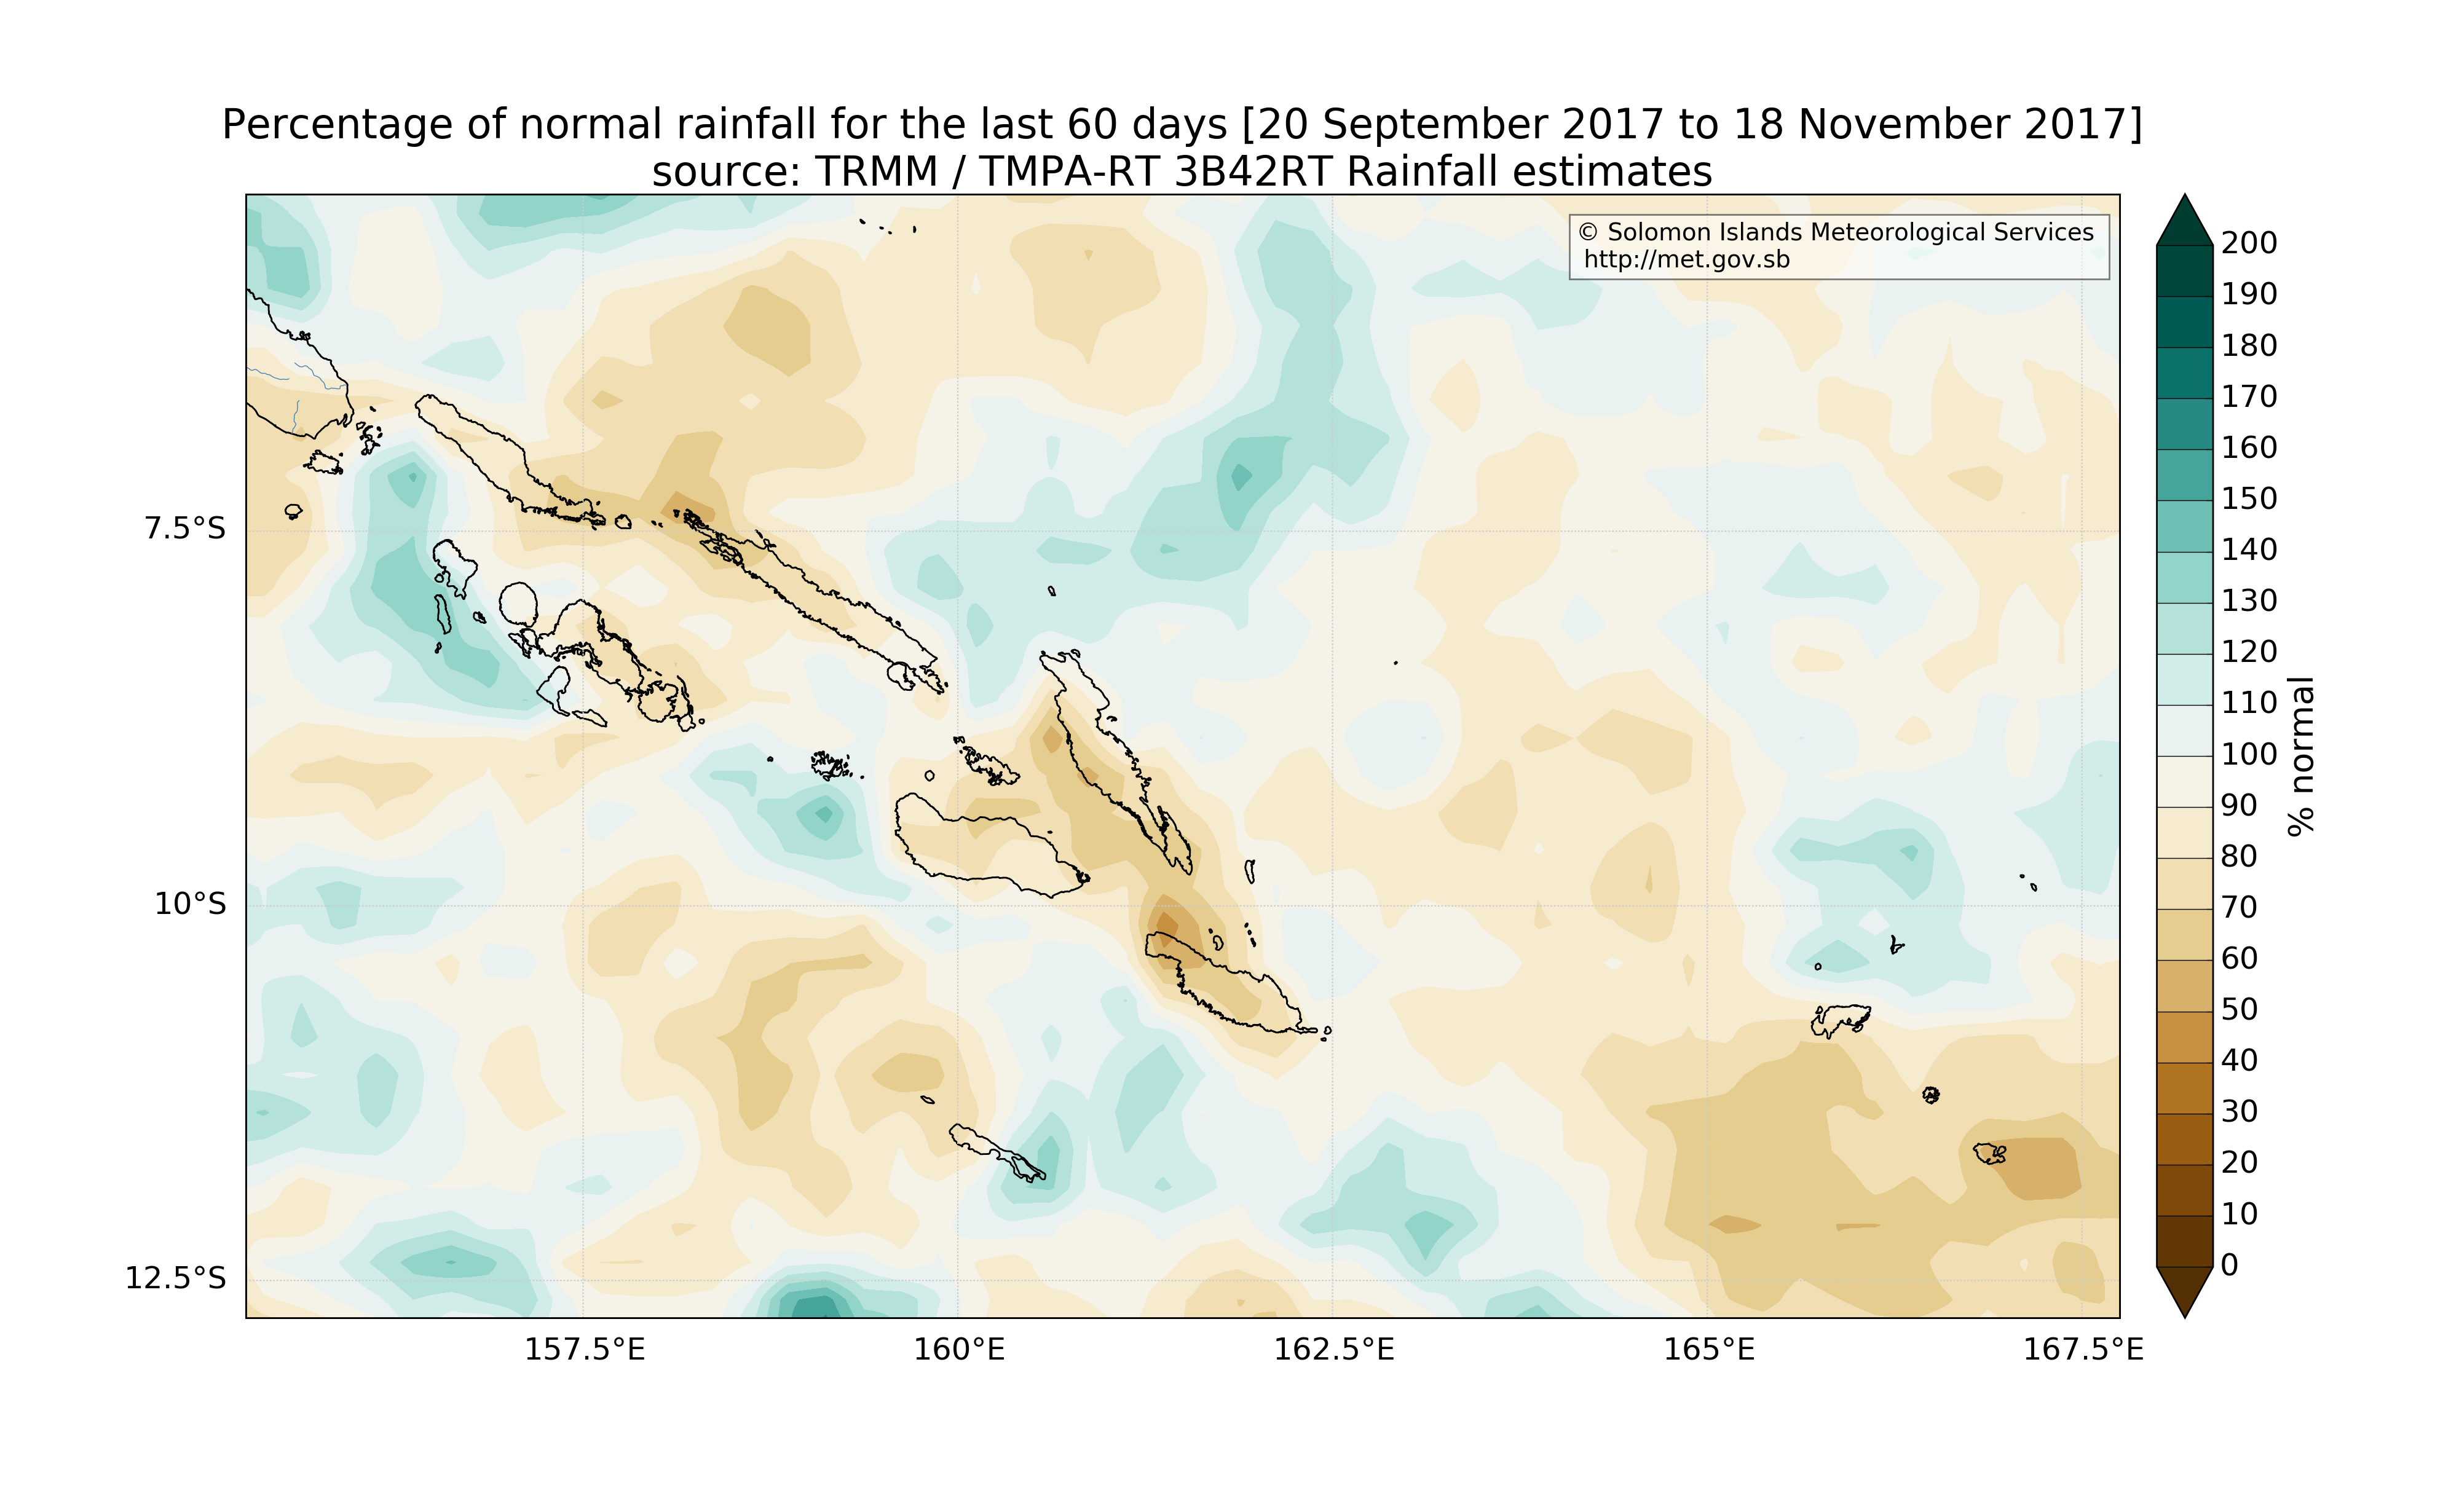 Percentage of normal rainfall for the last 60 days [20 September 2017 to 18 November 2017]
source: TRMM / TMPA-RT 3B42RT Rainfall estimates
© Solomon Islands Meteorological Services
http://met.gov.sb
7.5°S
10°S
12.5°S
157.5°E
160°E
162.5°E
165°E
167.5°E
200
190
180
170
160
150
140
130
120
110
100
90
80
70
60
50
40
30
20
10
0
% normal